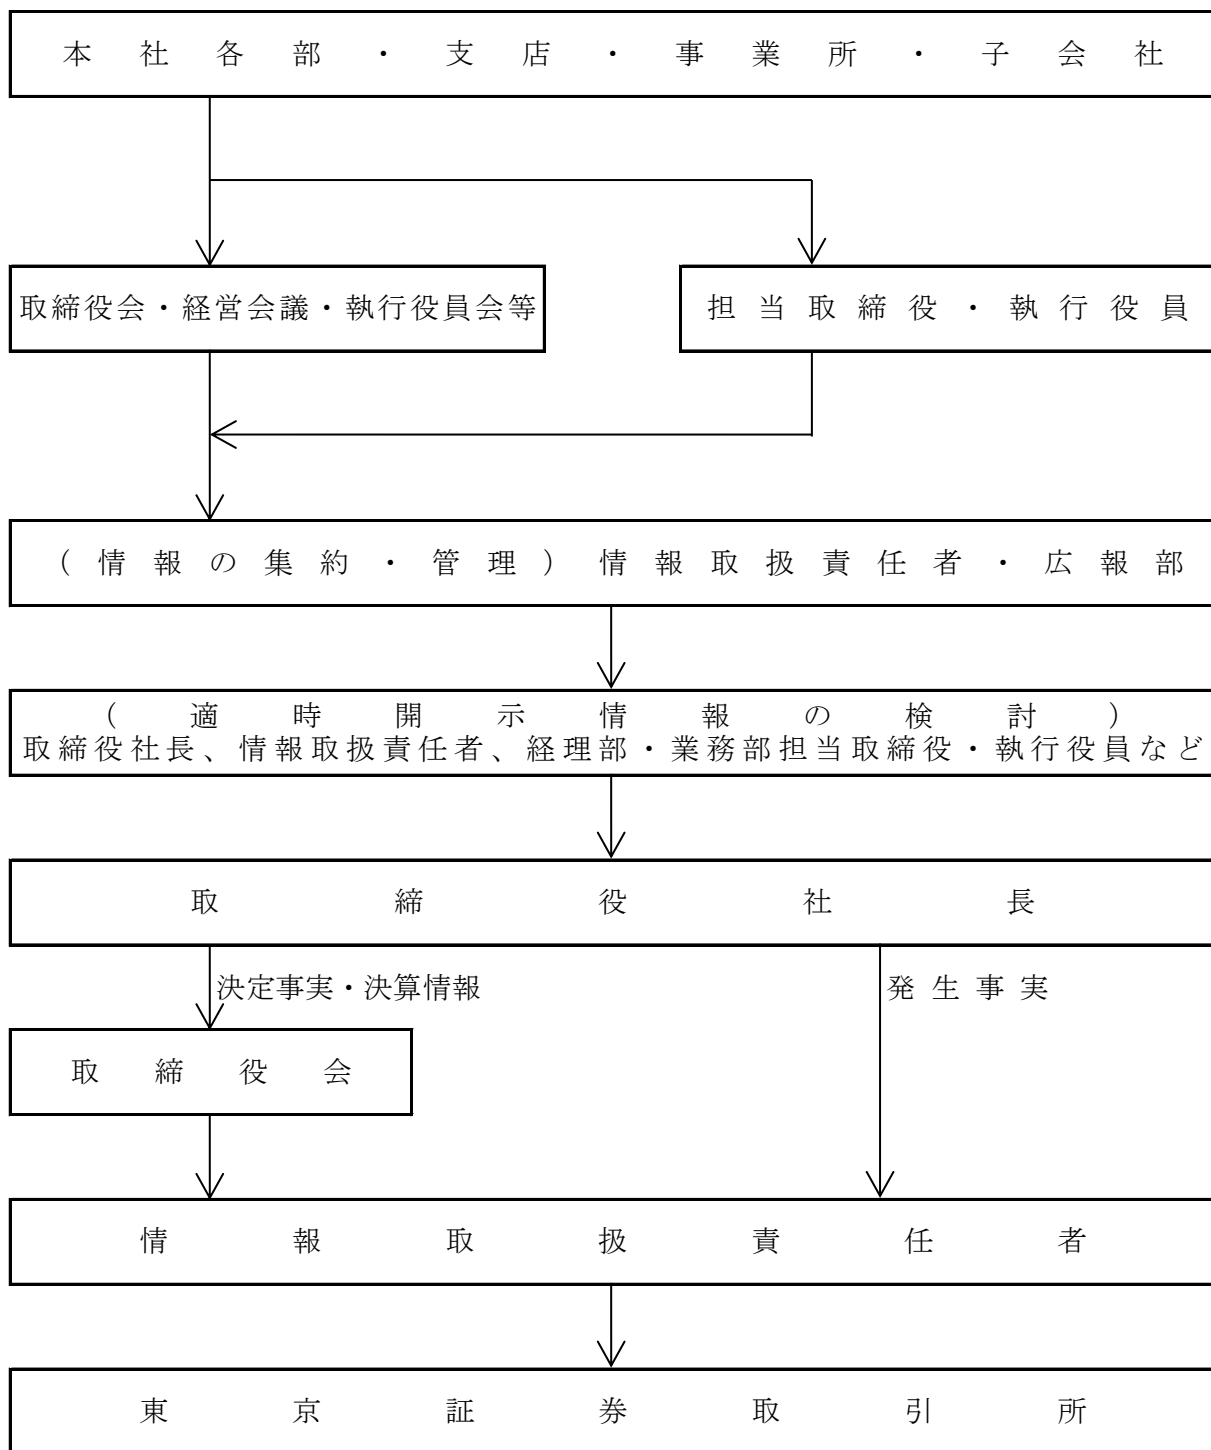 本社各部・支店・事業所・子会社
取締役会・経営会議・執行役員会等
担当取締役・執行役員
（情報の集約・管理）情報取扱責任者・広報部
（適時開示情報の検討）
取締役社長、情報取扱責任者、経理部・業務部担当取締役・執行役員など
取締役社長
決定事実・決算情報
発生事実
取締役会
情報取扱責任者
東京証券取引所